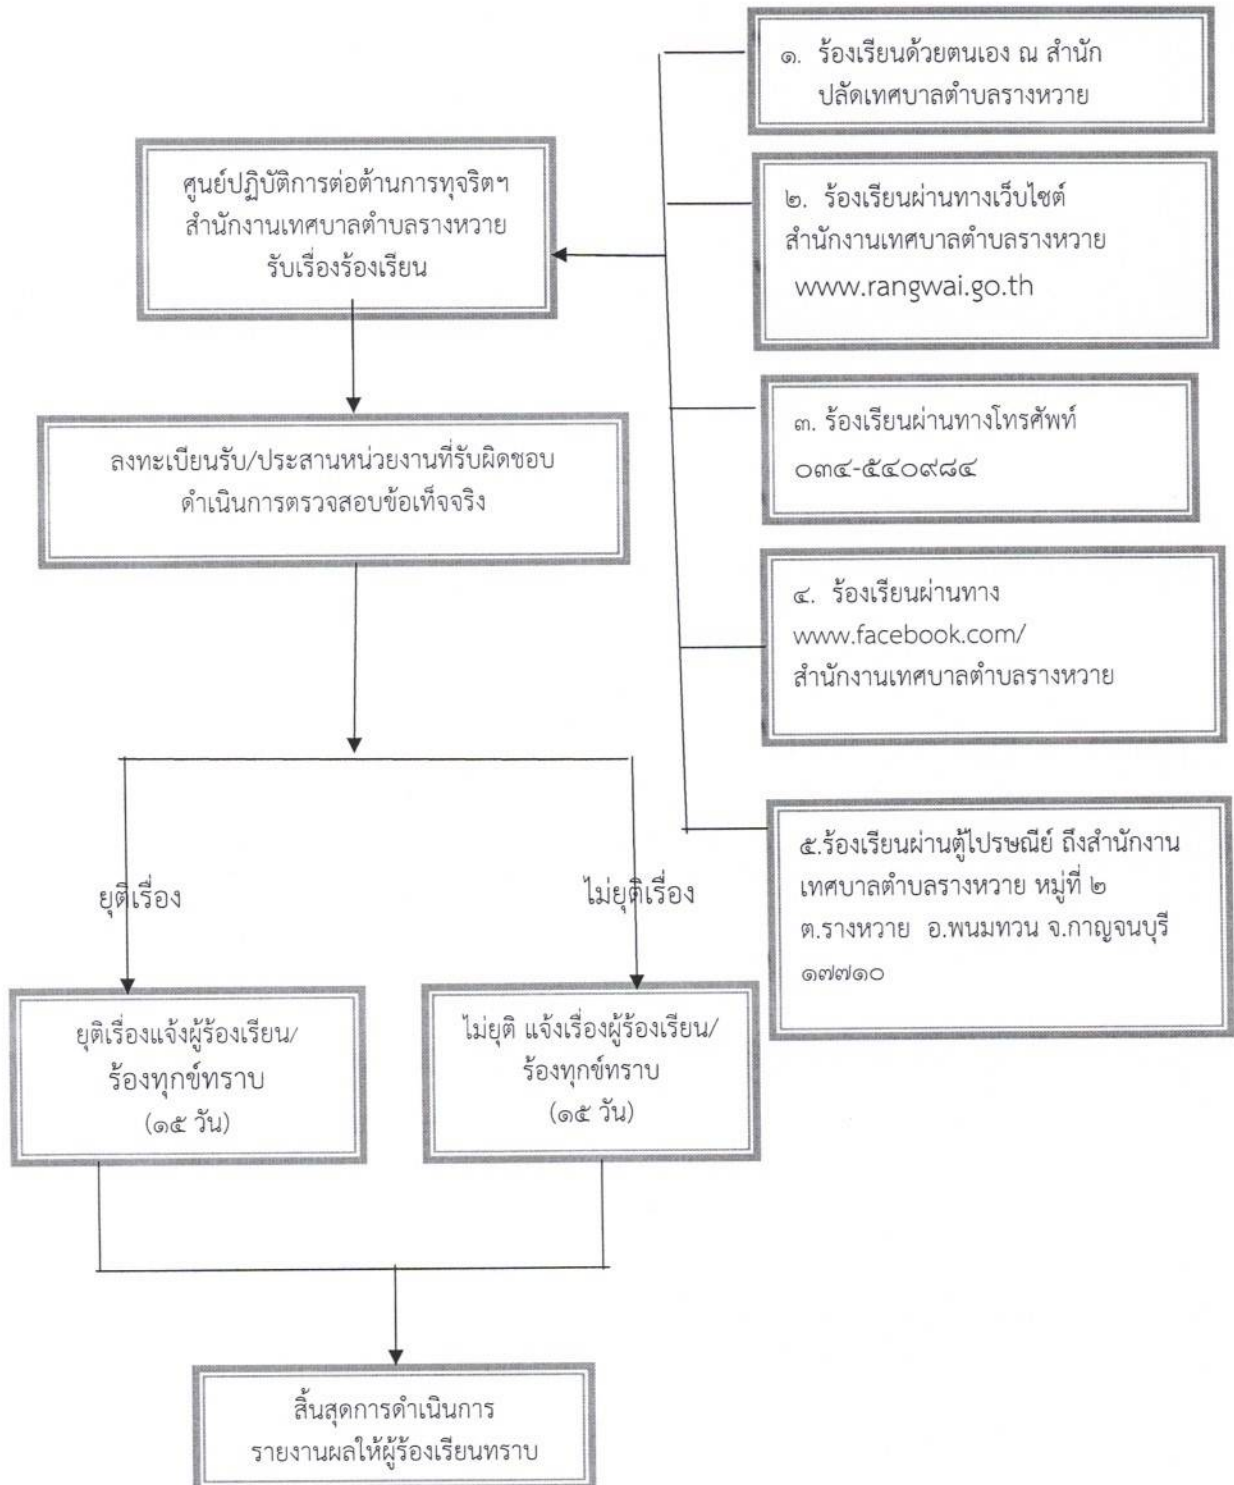 ๑. ร้องเรียนด้วยตนเอง ณ สำนัก
ปลัดเทศบาลตำบลรางหวาย
ศูนย์ปฏิบัติการต่อต้านการทุจริตฯ
สำนักงานเทศบาลตำบลรางหวาย
รับเรื่องร้องเรียน
๒. ร้องเรียนผ่านทางเว็บไซต์
สำนักงานเทศบาลตำบลรางหวาย
www.rangwai.go.th
๓. ร้องเรียนผ่านทางโทรศัพท์
๐๓๔-๕๔๐๙๘๔
ลงทะเบียนรับ/ประสานหน่วยงานที่รับผิดชอบ
ดำเนินการตรวจสอบข้อเท็จจริง
๔. ร้องเรียนผ่านทาง
www.facebook.com/
สำนักงานเทศบาลตำบลรางหวาย
๕.ร้องเรียนผ่านตู้ไปรษณีย์ ถึงสำนักงาน
เทศบาลตำบลรางหวาย หมู่ที่ ๒
ต.รางหวาย อ.พนมทวน จ.กาญจนบุรี
๑๗๗๑๐
ยุติเรื่อง
ไม่ยุติเรื่อง
ยุติเรื่องแจ้งผู้ร้องเรียน/
ร้องทุกข์ทราบ
(๑๕ วัน)
ไม่ยุติ แจ้งเรื่องผู้ร้องเรียน/
ร้องทุกข์ทราบ
(๑๕ วัน)
สิ้นสุดการดำเนินการ
รายงานผลให้ผู้ร้องเรียนทราบ